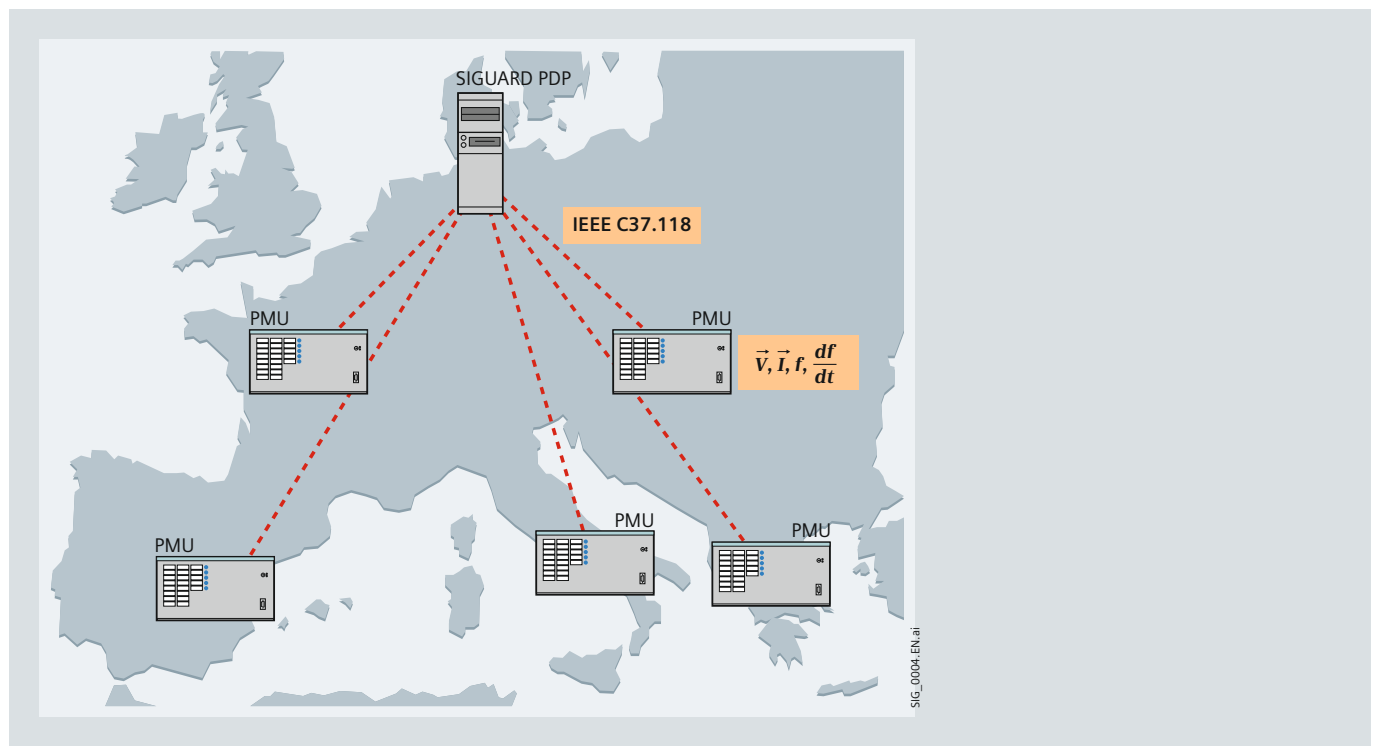 SIGUARD PDP
IEEE C37.118
PMU
PMU
V⃗, I⃗, f, df/dt
PMU
PMU
PMU
SIG_0004.EN.ai